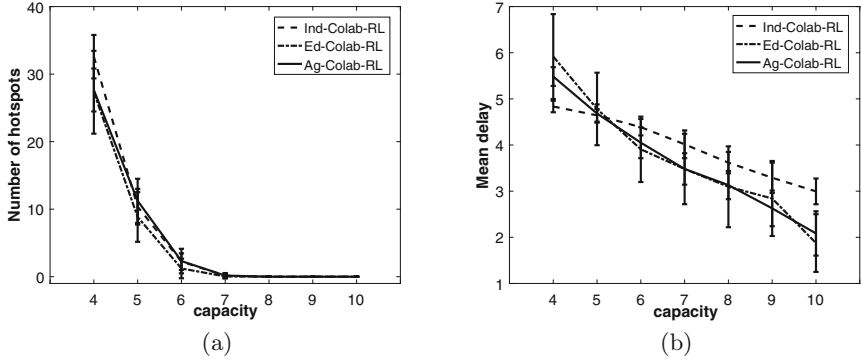 40
30
20
10
0
Number of hotspots
4 5 6 7 8 9 10
capacity
Ind-Colab-RL
Ed-Colab-RL
Ag-Colab-RL
(a)
7
6
5
4
3
2
1
Mean delay
4 5 6 7 8 9 10
capacity
Ind-Colab-RL
Ed-Colab-RL
Ag-Colab-RL
(b)